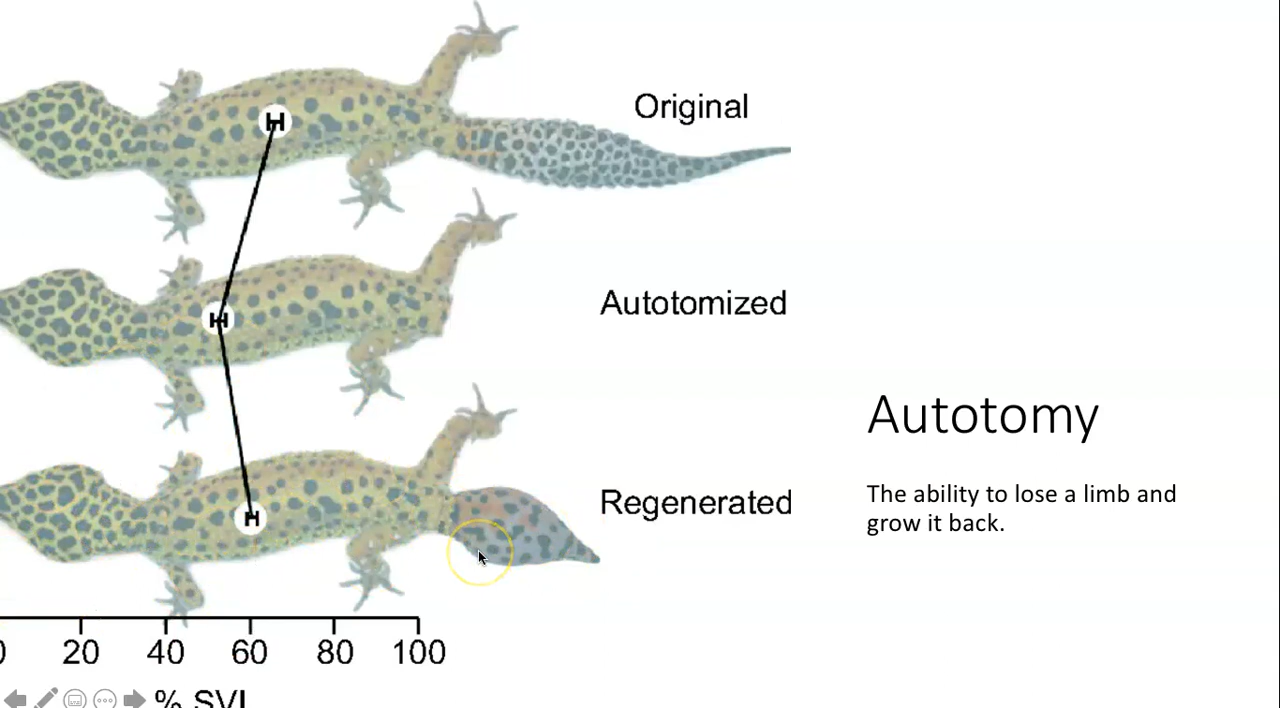 Original
Autotomized
Autotomy
The ability to lose a limb and
grow it back.
Regenerated
0 20 40 60 80 100
% SVL